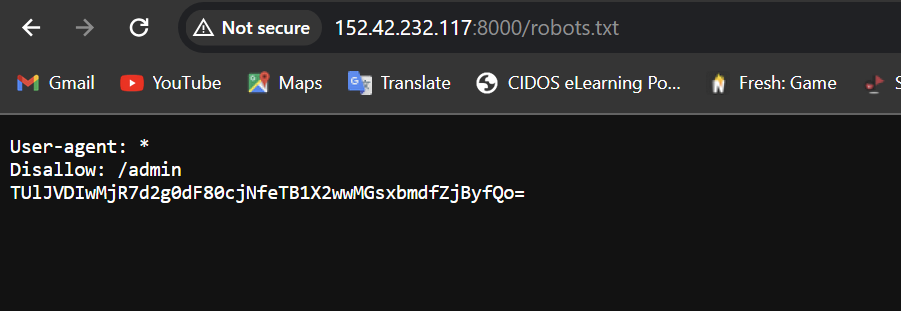 Not secure 152.42.232.117:8000/robots.txt
Gmail YouTube Maps Translate CIDOS eLearning Po... Fresh: Game S
User-agent: *
Disallow: /admin
TUlJVDIwMjR7d2g0dF80cjNfeTB1X2wwMGsxbmdfZjByfQo=